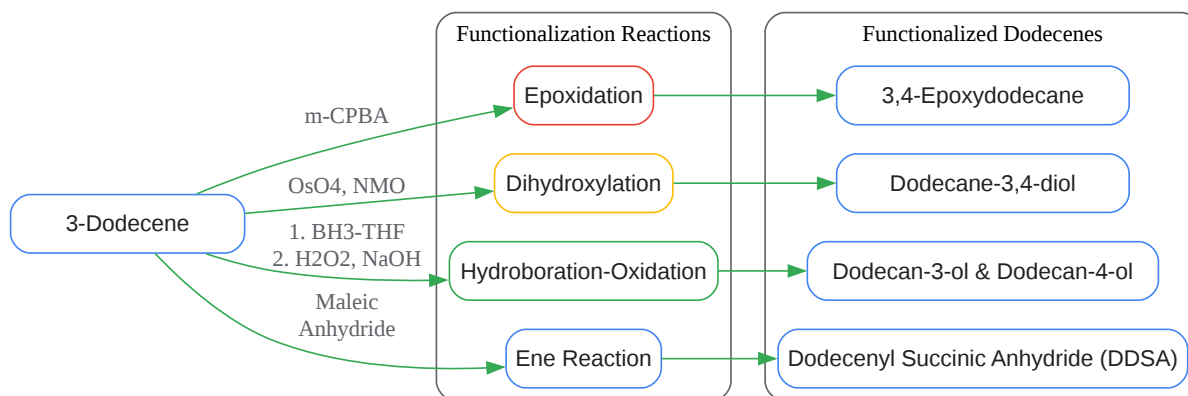 Functionalization Reactions
Functionalized Dodecenes
m-CPBA
Epoxidation
3,4-Epoxydodecane
OsO4, NMO
Dihydroxylation
Dodecane-3,4-diol
3-Dodecene
1. BH3-THF
2. H2O2, NaOH
Hydroboration-Oxidation
Dodecan-3-ol & Dodecan-4-ol
Maleic
Anhydride
Ene Reaction
Dodecenyl Succinic Anhydride (DDSA)